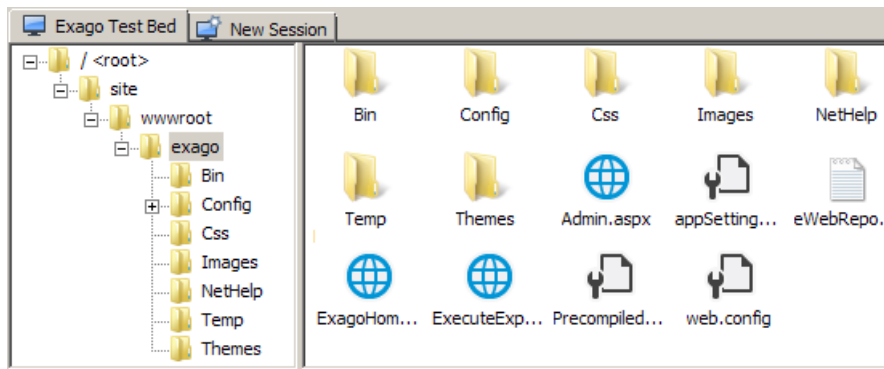 Exago Test Bed
New Session
/ <root>
site
wwwroot
exago
Bin
Config
Css
Images
NetHelp
Temp
Themes
Bin Config Css Images NetHelp
Temp Themes Admin.aspx appSetting... eWebRepo.
ExagoHom... ExecuteExp... Precompiled... web.config